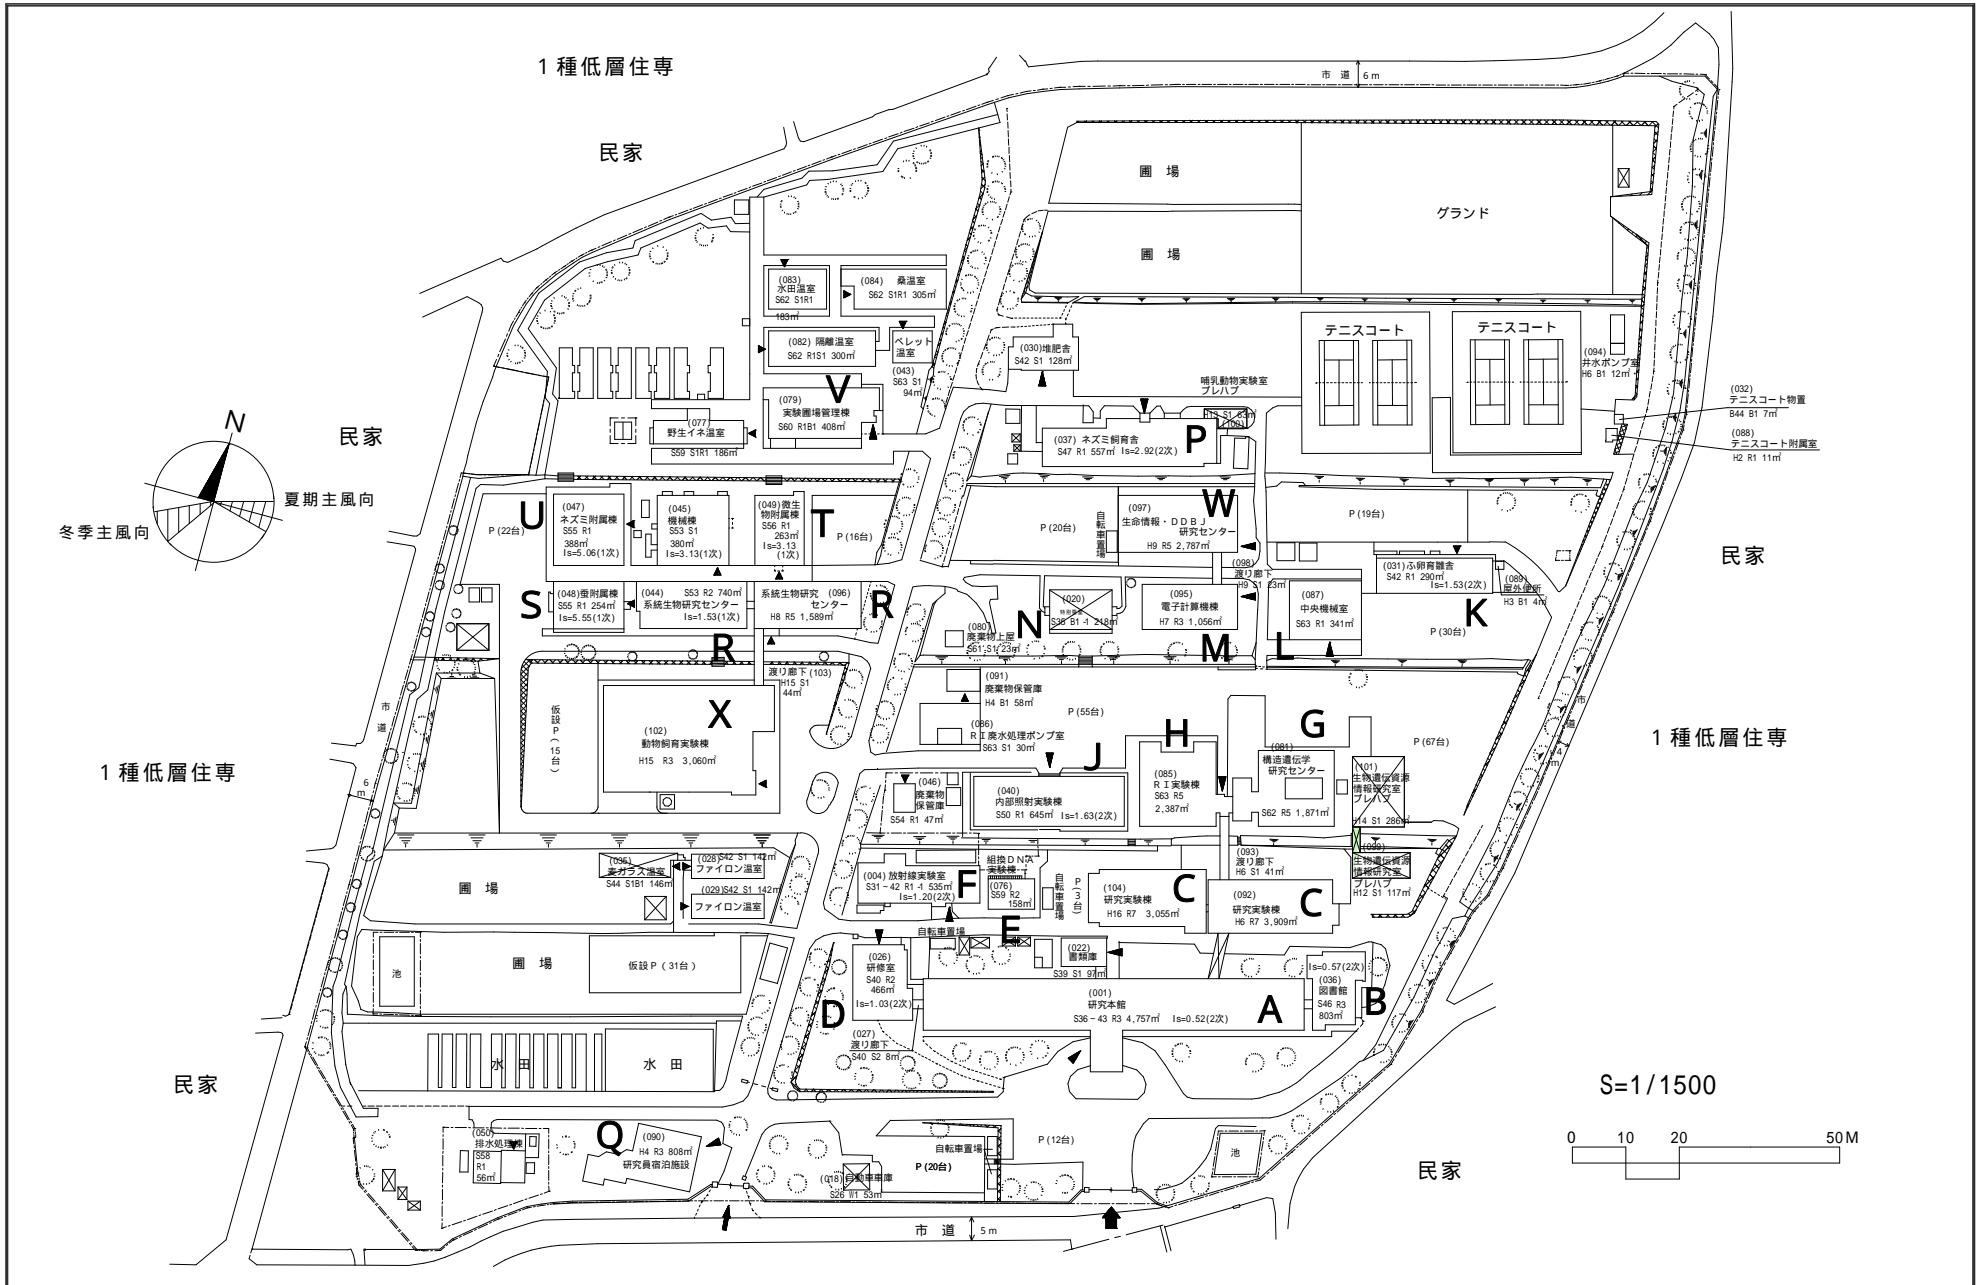 1種低層住専
市 道 6m
民家
圃 場
グランド
圃 場
(083)
水田温室
S62 S1R1
183㎡
(084) 桑温室
S62 S1R1 305㎡
(082) 隔離温室
S62 R1S1 300㎡
ペレット
温室
(043)
S63 S1
94㎡
(030)堆肥舎
S42 S1 128㎡
テニスコート
テニスコート
(094)
井水ポンプ室
H6 B1 12㎡
(032)
テニスコート物置
B44 B1 7㎡
(088)
テニスコート附属室
H2 R1 11㎡
V
(079)
実験圃場管理棟
S60 R1B1 408㎡
(077)
野生イネ温室
S59 S1R1 186㎡
哺乳動物実験室
プレハブ
H13 S1 63㎡
(100)
(037) ネズミ飼育舎
S47 R1 557㎡ Is=2.92(2次)
P
N
民家
夏期主風向
冬季主風向
U
P(22台)
(047)
ネズミ附属棟
S55 R1
388㎡
Is=5.06(1次)
(045)
機械棟
S53 S1
380㎡
Is=3.13(1次)
(049)微生
物附属棟
S56 R1
263㎡
Is=3.13
(1次)
T
P(16台)
P(20台)
自転車置場
(097)
生命情報・DDBJ
研究センター
H9 R5 2,787㎡
W
P(19台)
民家
(098)
渡り廊下
H9 S1 23㎡
(031)ふ卵育雛舎
S42 R1 290㎡
Is=1.53(2次)
(089)
屋外便所
H3 B1 4㎡
K
P(30台)
S
(048)蚕附属棟
S55 R1 254㎡
Is=5.55(1次)
(044) S53 R2 740㎡
系統生物研究センター
Is=1.53(1次)
系統生物研究 (096)
センター
H8 R5 1,589㎡
R
R
(080)
廃棄物上屋
S61 S1 23㎡
N
(020)
S38 B1-1 218㎡
(095)
電子計算機棟
H7 R3 1,056㎡
M
(087)
中央機械室
S63 R1 341㎡
L
渡り廊下(103)
H15 S1
44㎡
市道
仮設P(15台)
X
(102)
動物飼育実験棟
H15 R3 3,060㎡
(091)
廃棄物保管庫
H4 B1 58㎡
(086)
RI廃水処理ポンプ室
S63 S1 30㎡
P(55台)
J
H
G
(081)
構造遺伝学
研究センター
S62 R5 1,871㎡
P(67台)
市道
4m
1種低層住専
1種低層住専
6m
(046)
廃棄物
保管庫
S54 R1 47㎡
(040)
内部照射実験棟
S50 R1 645㎡ Is=1.63(2次)
(085)
RI実験棟
S63 R5
2,387㎡
(101)
生物遺伝資源
情報研究室
プレハブ
H14 S1 286㎡
圃 場
(035)
麦ガラス温室
S44 S1B1 146㎡
(028)S42 S1 142㎡
ファイロン温室
(029)S42 S1 142㎡
ファイロン温室
(004)放射線実験室
S31-42 R1-1 535㎡
Is=1.20(2次)
F
組換DNA
実験棟
(076)
S59 R2
158㎡
E
自転車置場
P(3台)
(104)
研究実験棟
H16 R7 3,055㎡
C
(093)
渡り廊下
H6 S1 41㎡
(092)
研究実験棟
H6 R7 3,909㎡
C
(099)
生物遺伝資源
情報研究室
プレハブ
H12 S1 117㎡
池
圃 場
仮設P(31台)
自転車置場
(026)
研修室
S40 R2
466㎡
Is=1.03(2次)
D
(022)
書類庫
S39 S1 97㎡
(001)
研究本館
S36-43 R3 4,757㎡ Is=0.52(2次)
A
Is=0.57(2次)
(036)
図書館
S46 R3
803㎡
B
(027)
渡り廊下
S40 S2 8㎡
水 田
水 田
民家
S=1/1500
0 10 20 50M
(050)
排水処理棟
S58
R1
56㎡
Q
(090)
H4 R3 808㎡
研究員宿泊施設
(018)自動車車庫
S26 W1 53㎡
自転車置場
P(20台)
P(12台)
池
民家
市 道 5m